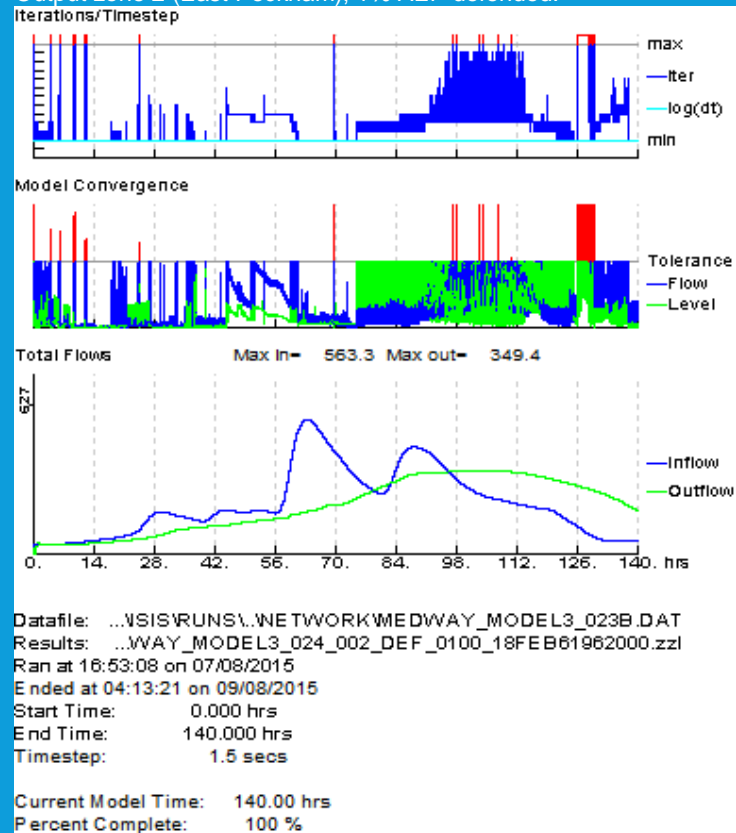 Iterations/Timestep
max
Iter
log(dt)
min
Model Convergence
Tolerance
Flow
Level
Total Flows Max In= 563.3 Max out= 349.4
627
Inflow
Outflow
0. 14. 28. 42. 56. 70. 84. 98. 112. 126. 140. hrs
Datafile: ...\ISIS\RUNS\..\NETWORK\MEDWAY_MODEL3_023B.DAT
Results: ...WAY_MODEL3_024_002_DEF_0100_18FEB61962000.zzl
Ran at 16:53:08 on 07/08/2015
Ended at 04:13:21 on 09/08/2015
Start Time: 0.000 hrs
End Time: 140.000 hrs
Timestep: 1.5 secs
Current Model Time: 140.00 hrs
Percent Complete: 100 %